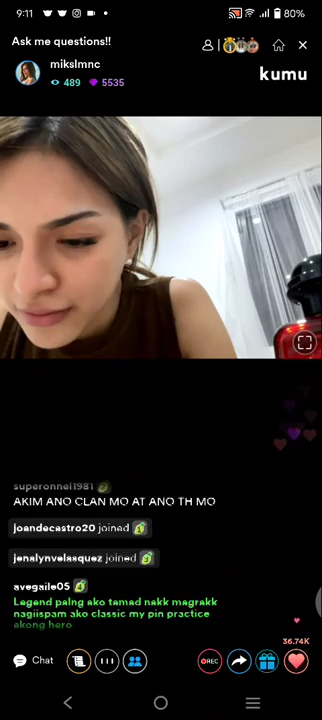 9:11
80%
Ask me questions!!
mikslmnc
489
5535
kumu
superonnel1981
AKIM ANO CLAN MO AT ANO TH MO
joandecastro20 joined
jenalynvelasquez joined
avegaile05
Legend palng ako tamad nakk magrakk
nagiispam ako classic my pin practice
akong hero
36.74K
Chat
REC